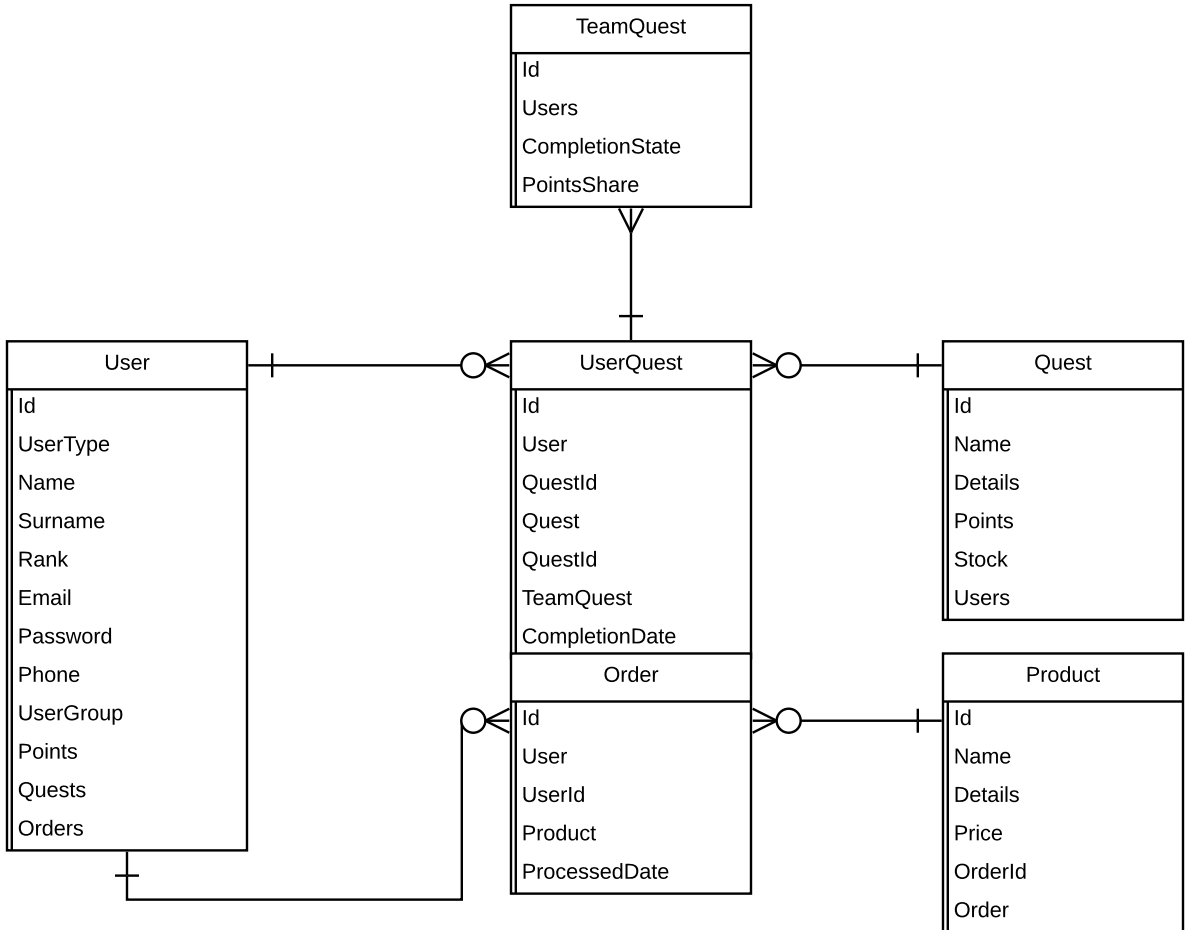 TeamQuest
Id
Users
CompletionState
PointsShare
User
Id
UserType
Name
Surname
Rank
Email
Password
Phone
UserGroup
Points
Quests
Orders
UserQuest
Id
User
QuestId
Quest
QuestId
TeamQuest
CompletionDate
Quest
Id
Name
Details
Points
Stock
Users
Order
Id
User
UserId
Product
ProcessedDate
Product
Id
Name
Details
Price
OrderId
Order